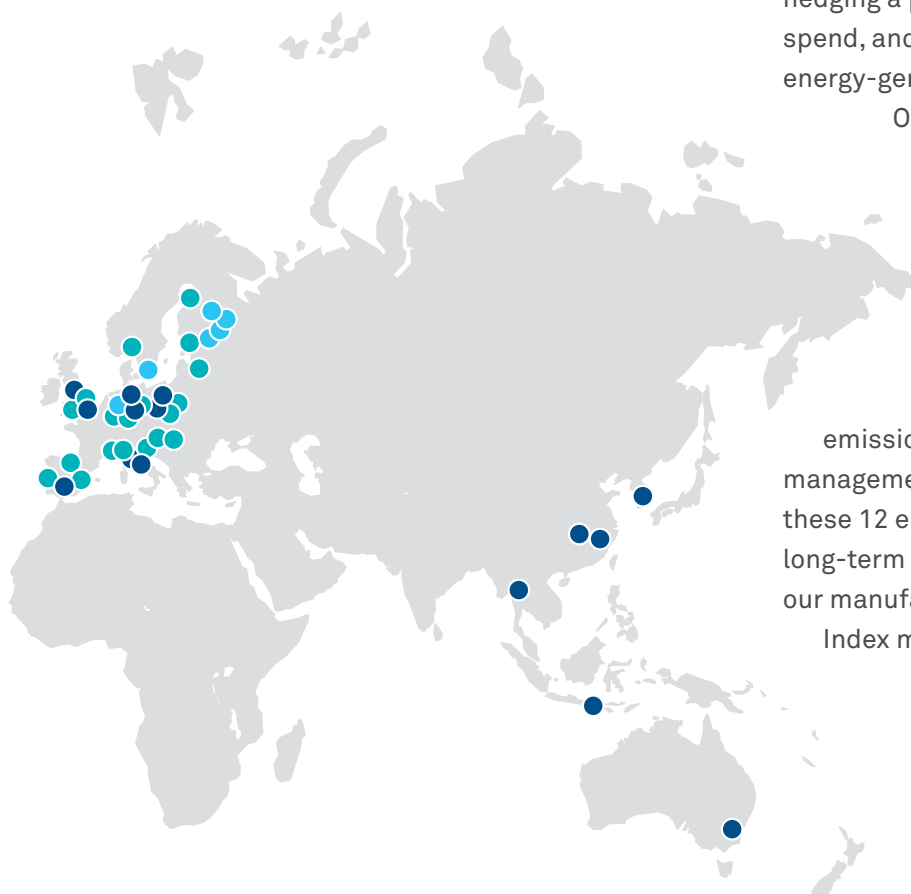 spend, and
energy-ger
O
emissio
manageme
these 12 e
long-term
our manufa
Index m